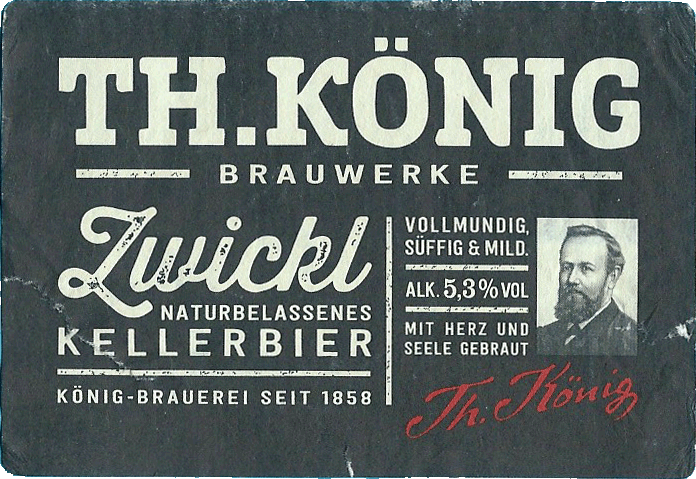 TH.KÖNIG
BRAUWERKE
Zwickl
NATURBELASSENES
KELLERBIER
KÖNIG-BRAUEREI SEIT 1858
VOLLMUNDIG,
SÜFFIG & MILD.
ALK. 5,3% VOL
MIT HERZ UND
SEELE GEBRAUT
Th. König